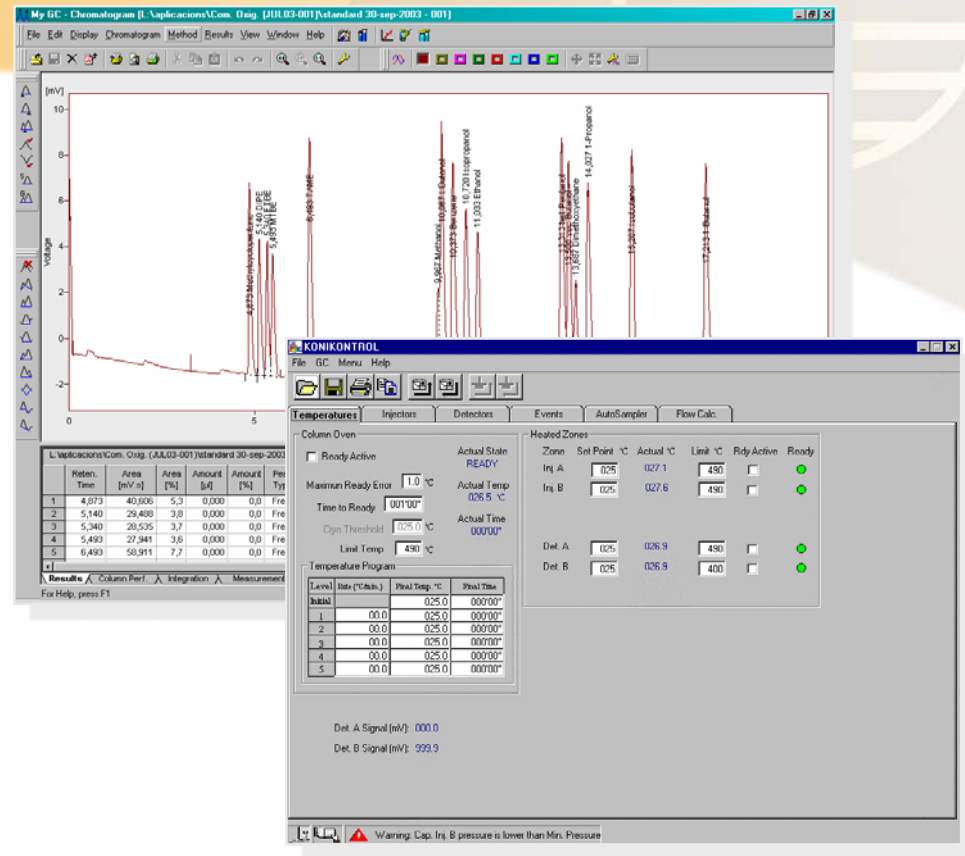 My GC - Chromatogram [L:\aplicacions\Com. Oxig. (JUL03-001)\standard 30-sep-2003 - 001]
File Edit Display Chromatogram Method Results View Window Help
[mV]
10
8
6
4
2
0
-2
Voltage
0
5
4,873 Methylcyclopentane
5,140 DIPE
5,340 ETBE
5,493 MTBE
6,493 TAME
9,967 Methanol
10,373 Benzene
10,720 Isopropanol
11,033 Ethanol
13,687 Dimethoxyethane
14,027 1-Propanol
15,207 Isobutanol
17,213 1-Butanol
L:\aplicacions\Com. Oxig. (JUL03-001)\standard 30-sep-2003
Reten. Time Area [mV.s] Area [%] Amount [µl] Amount [%] Pe Typ
1 4,873 40,606 5,3 0,000 0,0 Fre
2 5,140 29,488 3,8 0,000 0,0 Fre
3 5,340 28,535 3,7 0,000 0,0 Fre
4 5,493 27,941 3,6 0,000 0,0 Fre
5 6,493 58,911 7,7 0,000 0,0 Fre
Results Column Perf. Integration Measurement
For Help, press F1
KONIKONTROL
File GC Menu Help
Temperatures Injectors Detectors Events AutoSampler Flow Calc.
Column Oven
Ready Active
Actual State
READY
Maximun Ready Error 1.0 °C
Actual Temp
026.5 °C
Time to Ready 001'00"
Actual Time
000'00"
Cryo Threshold 025.0 °C
Limit Temp 490 °C
Temperature Program
Level Rate (°C/min.) Final Temp. °C Final Time
Initial 025.0 000'00"
1 00.0 025.0 000'00"
2 00.0 025.0 000'00"
3 00.0 025.0 000'00"
4 00.0 025.0 000'00"
5 00.0 025.0 000'00"
Heated Zones
Zone Set Point °C Actual °C Limit °C Rdy Active Ready
Inj. A 025 027.1 490
Inj. B 025 027.6 490
Det. A 025 026.9 490
Det. B 025 026.9 400
Det. A Signal (mV): 000.0
Det. B Signal (mV): 999.9
Warning: Cap. Inj. B pressure is lower than Min. Pressure